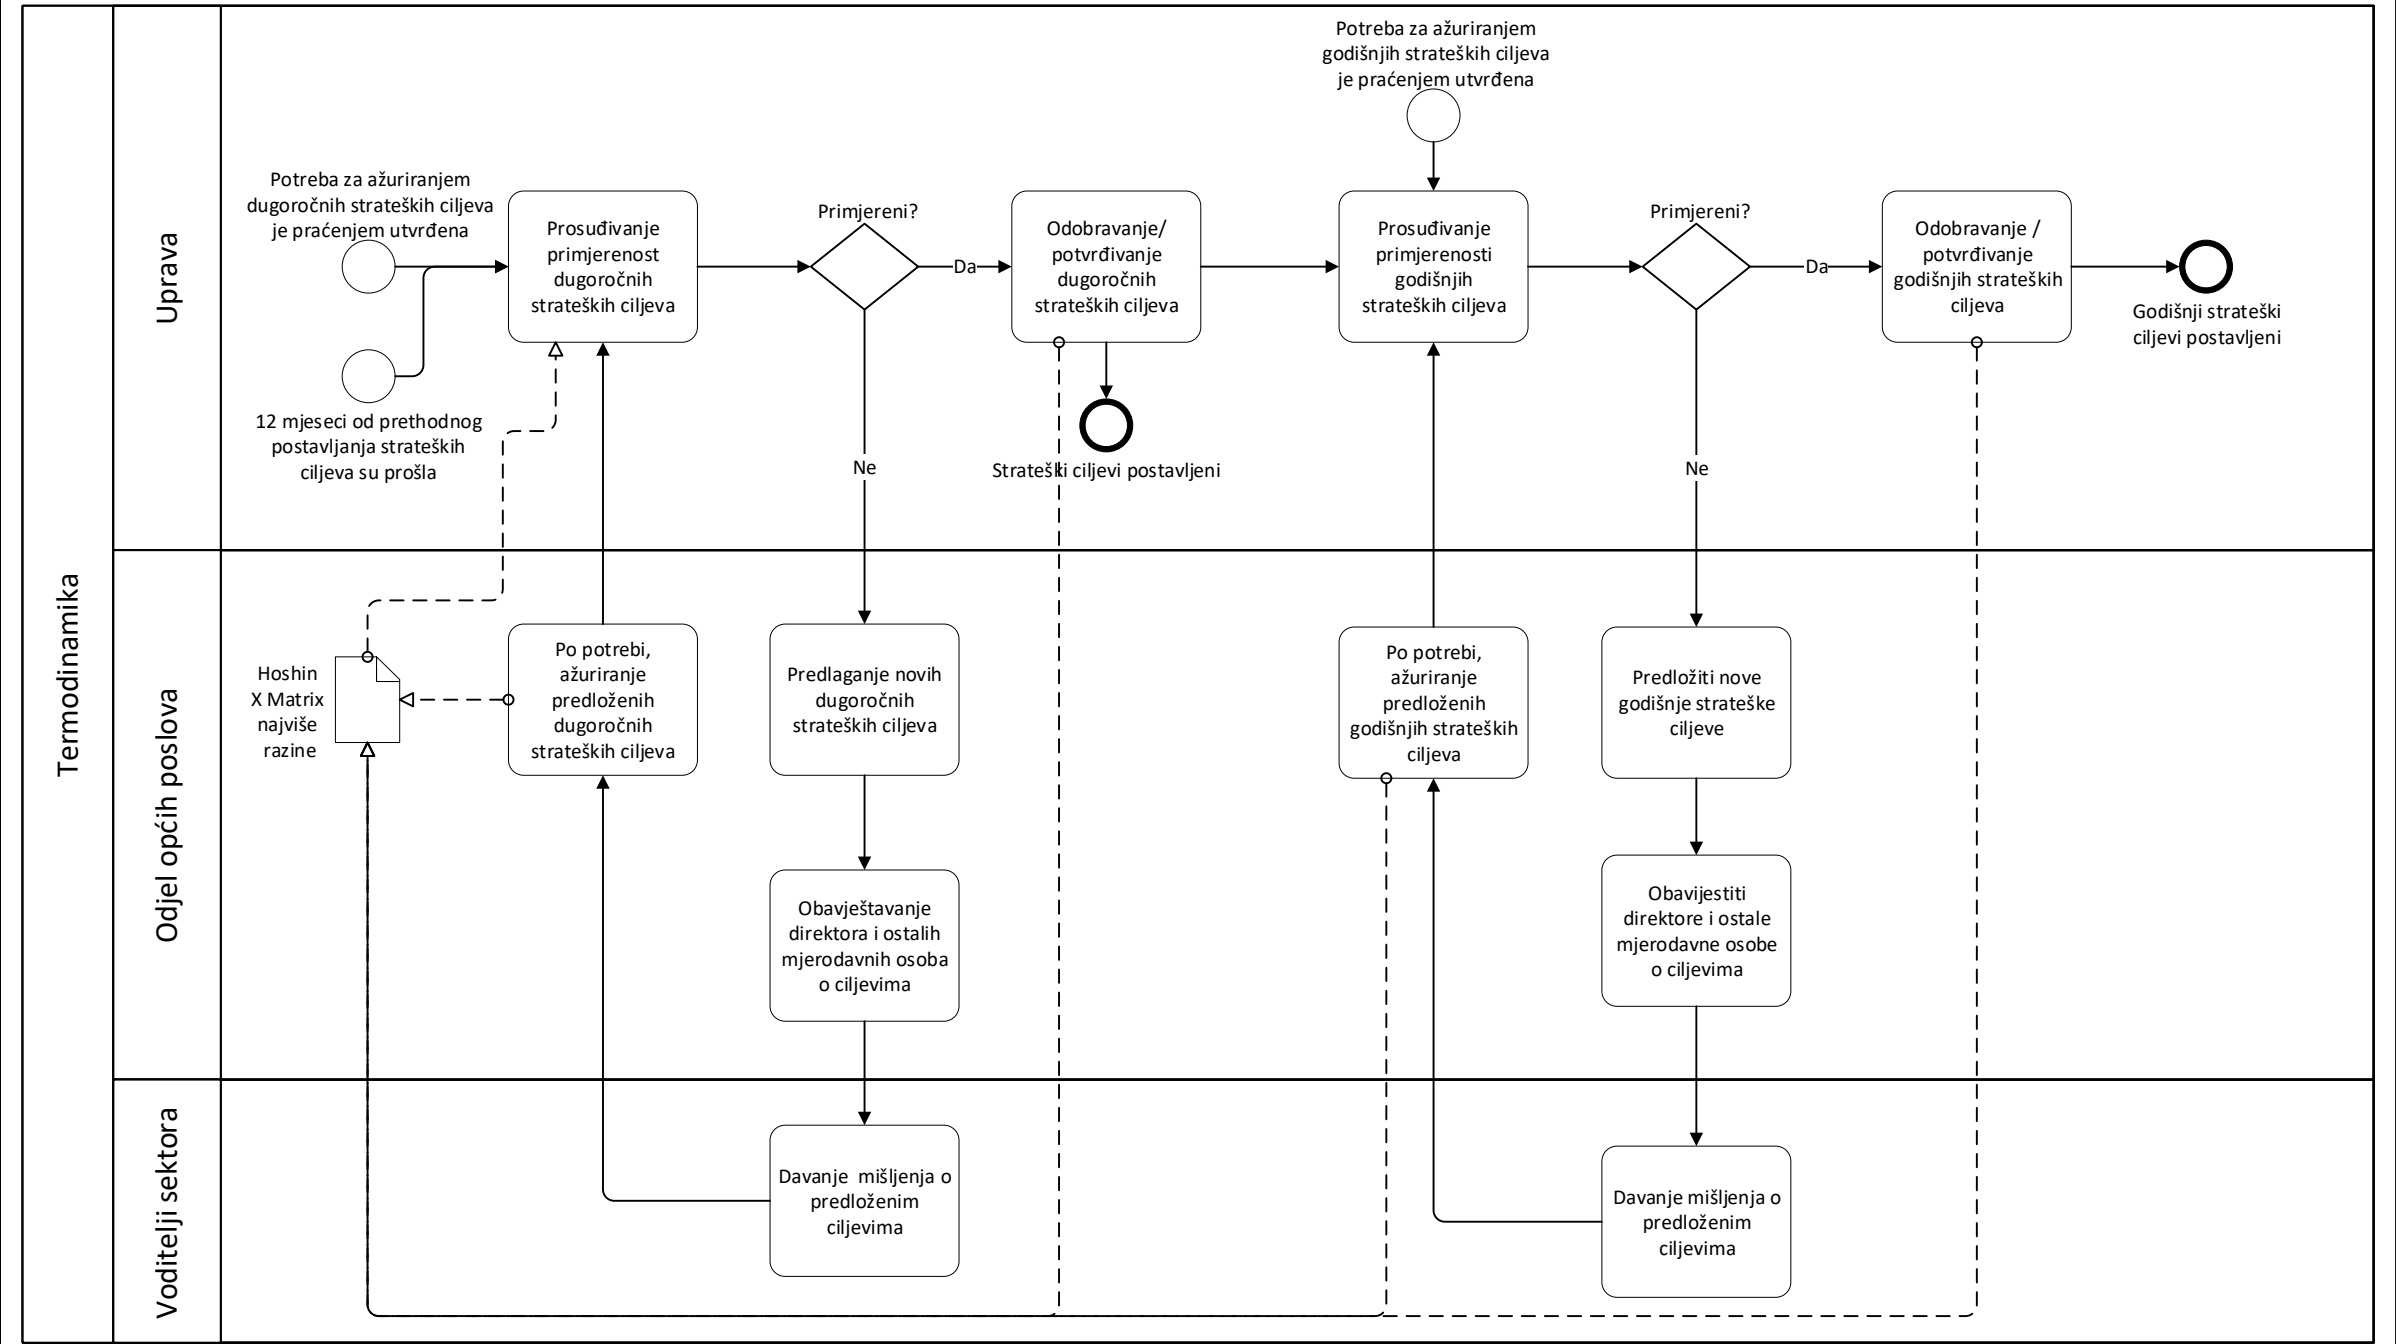 Termodinamika
Uprava
Potreba za ažuriranjem
dugoročnih strateških ciljeva
je praćenjem utvrđena
12 mjeseci od prethodnog
postavljanja strateških
ciljeva su prošla
Prosuđivanje
primjerenost
dugoročnih
strateških ciljeva
Primjereni?
Da
Ne
Odobravanje/
potvrđivanje
dugoročnih
strateških ciljeva
Strateški ciljevi postavljeni
Potreba za ažuriranjem
godišnjih strateških ciljeva
je praćenjem utvrđena
Prosuđivanje
primjerenosti
godišnjih
strateških ciljeva
Primjereni?
Da
Ne
Odobravanje /
potvrđivanje
godišnjih strateških
ciljeva
Godišnji strateški
ciljevi postavljeni
Odjel općih poslova
Hoshin
X Matrix
najviše
razine
Po potrebi,
ažuriranje
predloženih
dugoročnih
strateških ciljeva
Predlaganje novih
dugoročnih
strateških ciljeva
Obavještavanje
direktora i ostalih
mjerodavnih osoba
o ciljevima
Po potrebi,
ažuriranje
predloženih
godišnjih strateških
ciljeva
Predložiti nove
godišnje strateške
ciljeve
Obavijestiti
direktore i ostale
mjerodavne osobe
o ciljevima
Voditelji sektora
Davanje  mišljenja o
predloženim
ciljevima
Davanje mišljenja o
predloženim
ciljevima